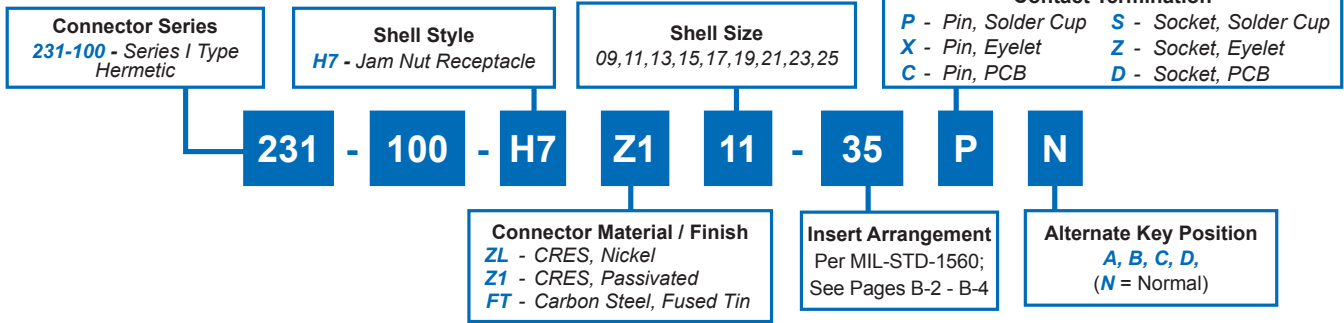 Contact Termination
P - Pin, Solder Cup S - Socket, Solder Cup
X - Pin, Eyelet Z - Socket, Eyelet
C - Pin, PCB D - Socket, PCB
Connector Series
231-100 - Series I Type
Hermetic
Shell Style
H7 - Jam Nut Receptacle
Shell Size
09,11,13,15,17,19,21,23,25
231 - 100 - H7 Z1 11 - 35 P N
Connector Material / Finish
ZL - CRES, Nickel
Z1 - CRES, Passivated
FT - Carbon Steel, Fused Tin
Insert Arrangement
Per MIL-STD-1560;
See Pages B-2 - B-4
Alternate Key Position
A, B, C, D,
(N = Normal)